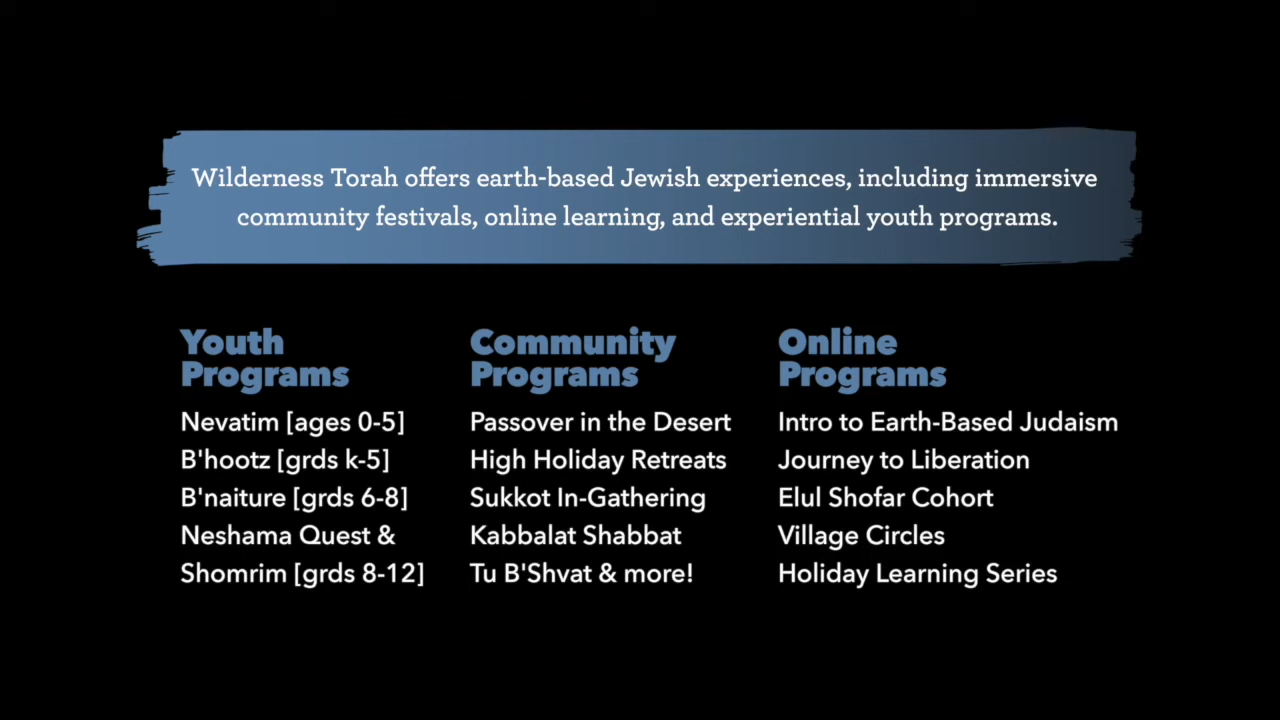 Wilderness Torah offers earth-based Jewish experiences, including immersive
community festivals, online learning, and experiential youth programs.
Youth
Programs
Nevatim [ages 0-5]
B'hootz [grds k-5]
B'naiture [grds 6-8]
Neshama Quest &
Shomrim [grds 8-12]
Community
Programs
Passover in the Desert
High Holiday Retreats
Sukkot In-Gathering
Kabbalat Shabbat
Tu B'Shvat & more!
Online
Programs
Intro to Earth-Based Judaism
Journey to Liberation
Elul Shofar Cohort
Village Circles
Holiday Learning Series